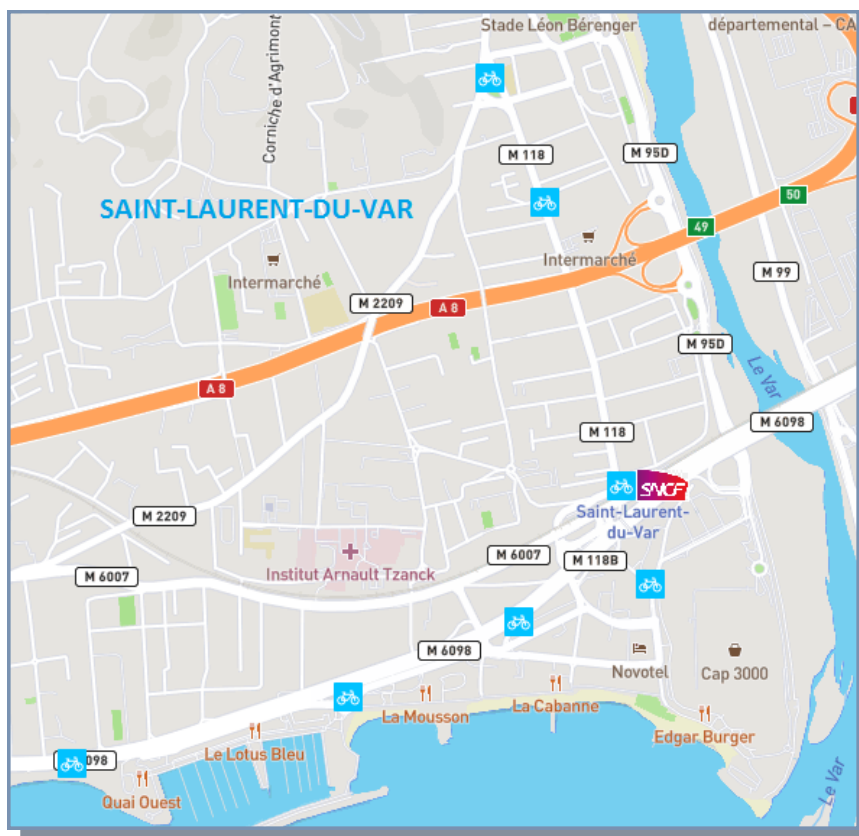 Stade Léon Bérenger
département​al – CA
Corniche d'Agrimont
M 118
M 95D
SAINT-LAURENT-DU-VAR
50
49
Intermarché
Intermarché
M 99
M 2209
A 8
M 95D
Le Var
A 8
M 6098
M 118
SNCF
Saint-Laurent-
du-Var
M 2209
M 6007
M 118B
Institut Arnault Tzanck
M 6007
M 6098
Novotel
Cap 3000
La Cabanne
La Mousson
Edgar Burger
Le Lotus Bleu
098
Le Var
Quai Ouest